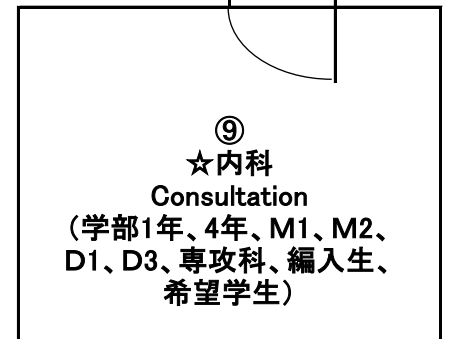 ⑨
☆内科
Consultation
（学部1年、4年、M1、M2、
D1、D3、専攻科、編入生、
希望学生）